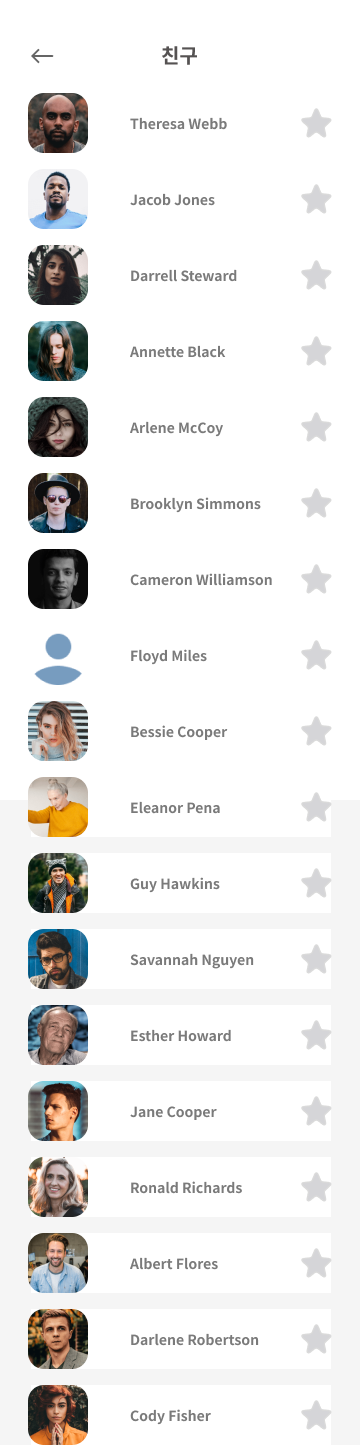 친구
Theresa Webb
Jacob Jones
Darrell Steward
Annette Black
Arlene McCoy
Brooklyn Simmons
Cameron Williamson
Floyd Miles
Bessie Cooper
Eleanor Pena
Guy Hawkins
Savannah Nguyen
Esther Howard
Jane Cooper
Ronald Richards
Albert Flores
Darlene Robertson
Cody Fisher